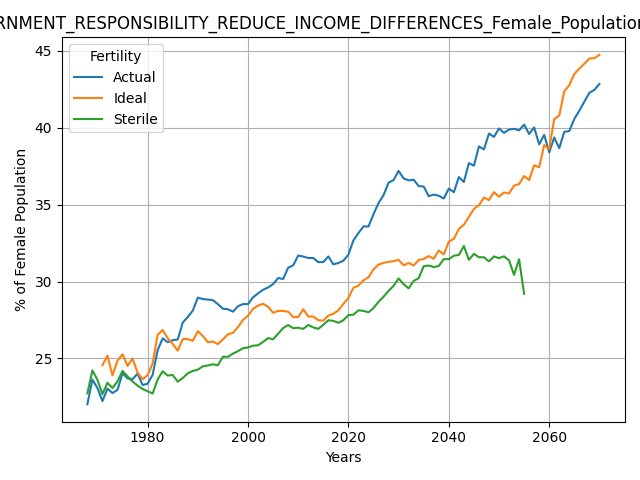 RNMENT_RESPONSIBILITY_REDUCE_INCOME_DIFFERENCES_Female_Population
Fertility
Actual
Ideal
Sterile
45
40
35
30
25
% of Female Population
1980
2000
2020
2040
2060
Years